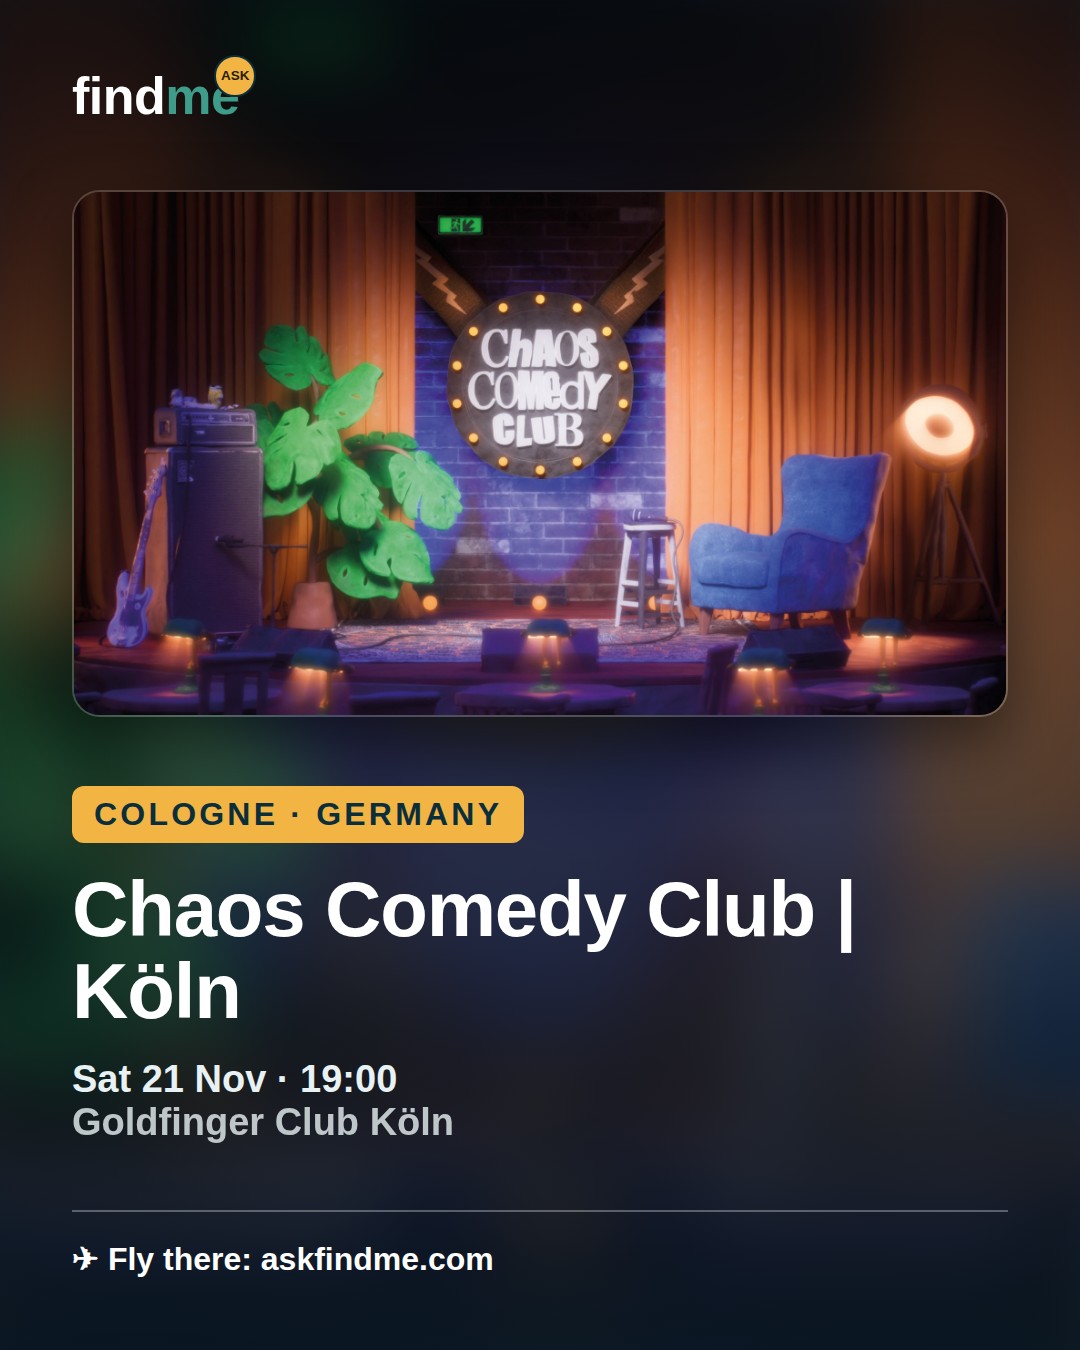 findme
ASK
CHAOS
COMEDY
CLUB
COLOGNE · GERMANY
Chaos Comedy Club |
Köln
Sat 21 Nov · 19:00
Goldfinger Club Köln
✈ Fly there: askfindme.com